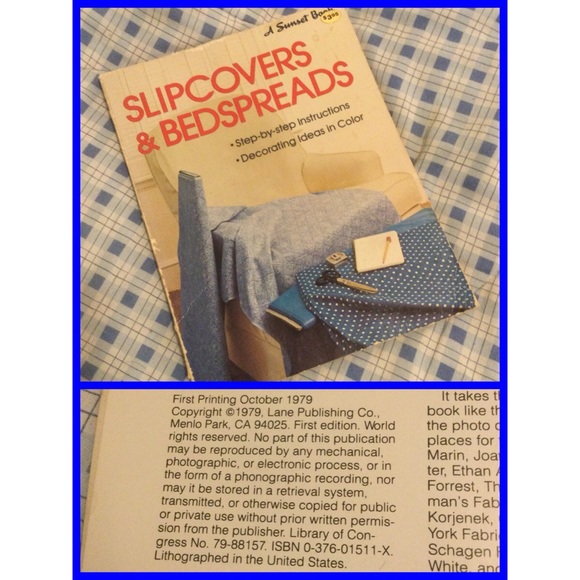 A Sunset Book
$3.95
SLIPCOVERS
& BEDSPREADS
• Step-by-step Instructions
• Decorating Ideas in Color
First Printing October 1979
Copyright ©1979, Lane Publishing Co.,
Menlo Park, CA 94025. First edition. World
rights reserved. No part of this publication
may be reproduced by any mechanical,
photographic, or electronic process, or in
the form of a phonographic recording, nor
may it be stored in a retrieval system,
transmitted, or otherwise copied for public
or private use without prior written permis-
sion from the publisher. Library of Con-
gress No. 79-88157. ISBN 0-376-01511-X.
Lithographed in the United States.
It takes t
book like th
the photo c
places for
Marin, Joa
ter, Ethan A
Forrest, Th
man's Fab
Korjenek,
York Fabri
Schagen F
White, and